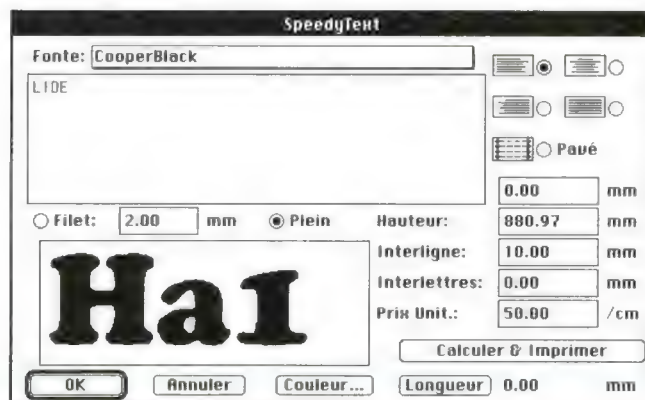 SpeedyText
Fonte: CooperBlack
LIDE
Pavé
0.00 mm
Filet: 2.00 mm Plein Hauteur: 880.97 mm
Interligne: 10.00 mm
Interlettres: 0.00 mm
Ha1
Prix Unit.: 50.00 /cm
Calculer & Imprimer
OK Annuler Couleur... Longueur 0.00 mm